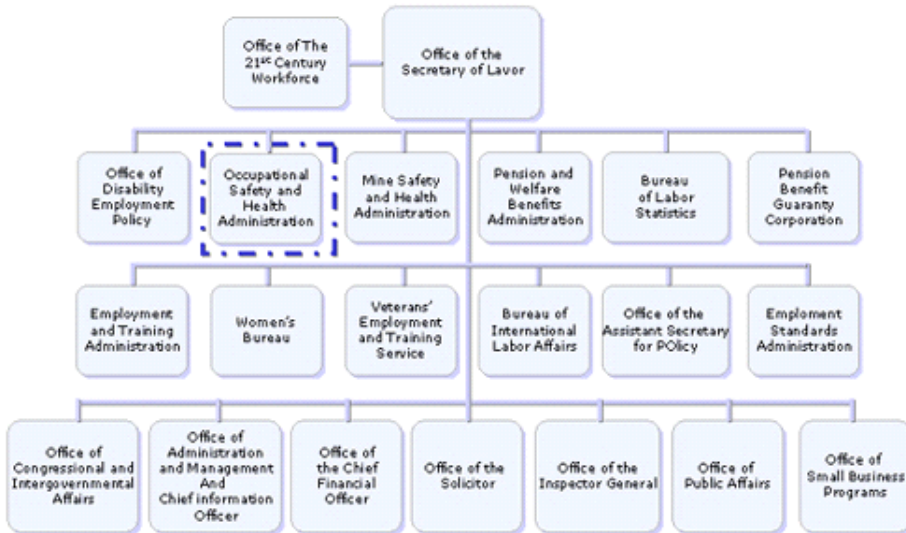 Office of The
21st Century
Workforce
Office of the
Secretary of Lavor
Office of
Disability
Employment
Policy
Occupational
Safety and
Health
Administration
Mine Safety
and Health
Administration
Pension and
Welfare
Benefits
Administration
Bureau
of Labor
Statistics
Pension
Benefit
Guaranty
Corporation
Employment
and Training
Administration
Women's
Bureau
Veterans'
Employment
and Training
Service
Bureau of
International
Labor Affairs
Office of the
Assistant Secretary
for POlicy
Emploment
Standards
Administration
Office of
Congressional and
Intergovernmental
Affairs
Office of
Administration
and Management
And
Chief information
Officer
Office of
the Chief
Financial
Officer
Office of the
Solicitor
Office of the
Inspector General
Office of
Public Affairs
Office of
Small Business
Programs